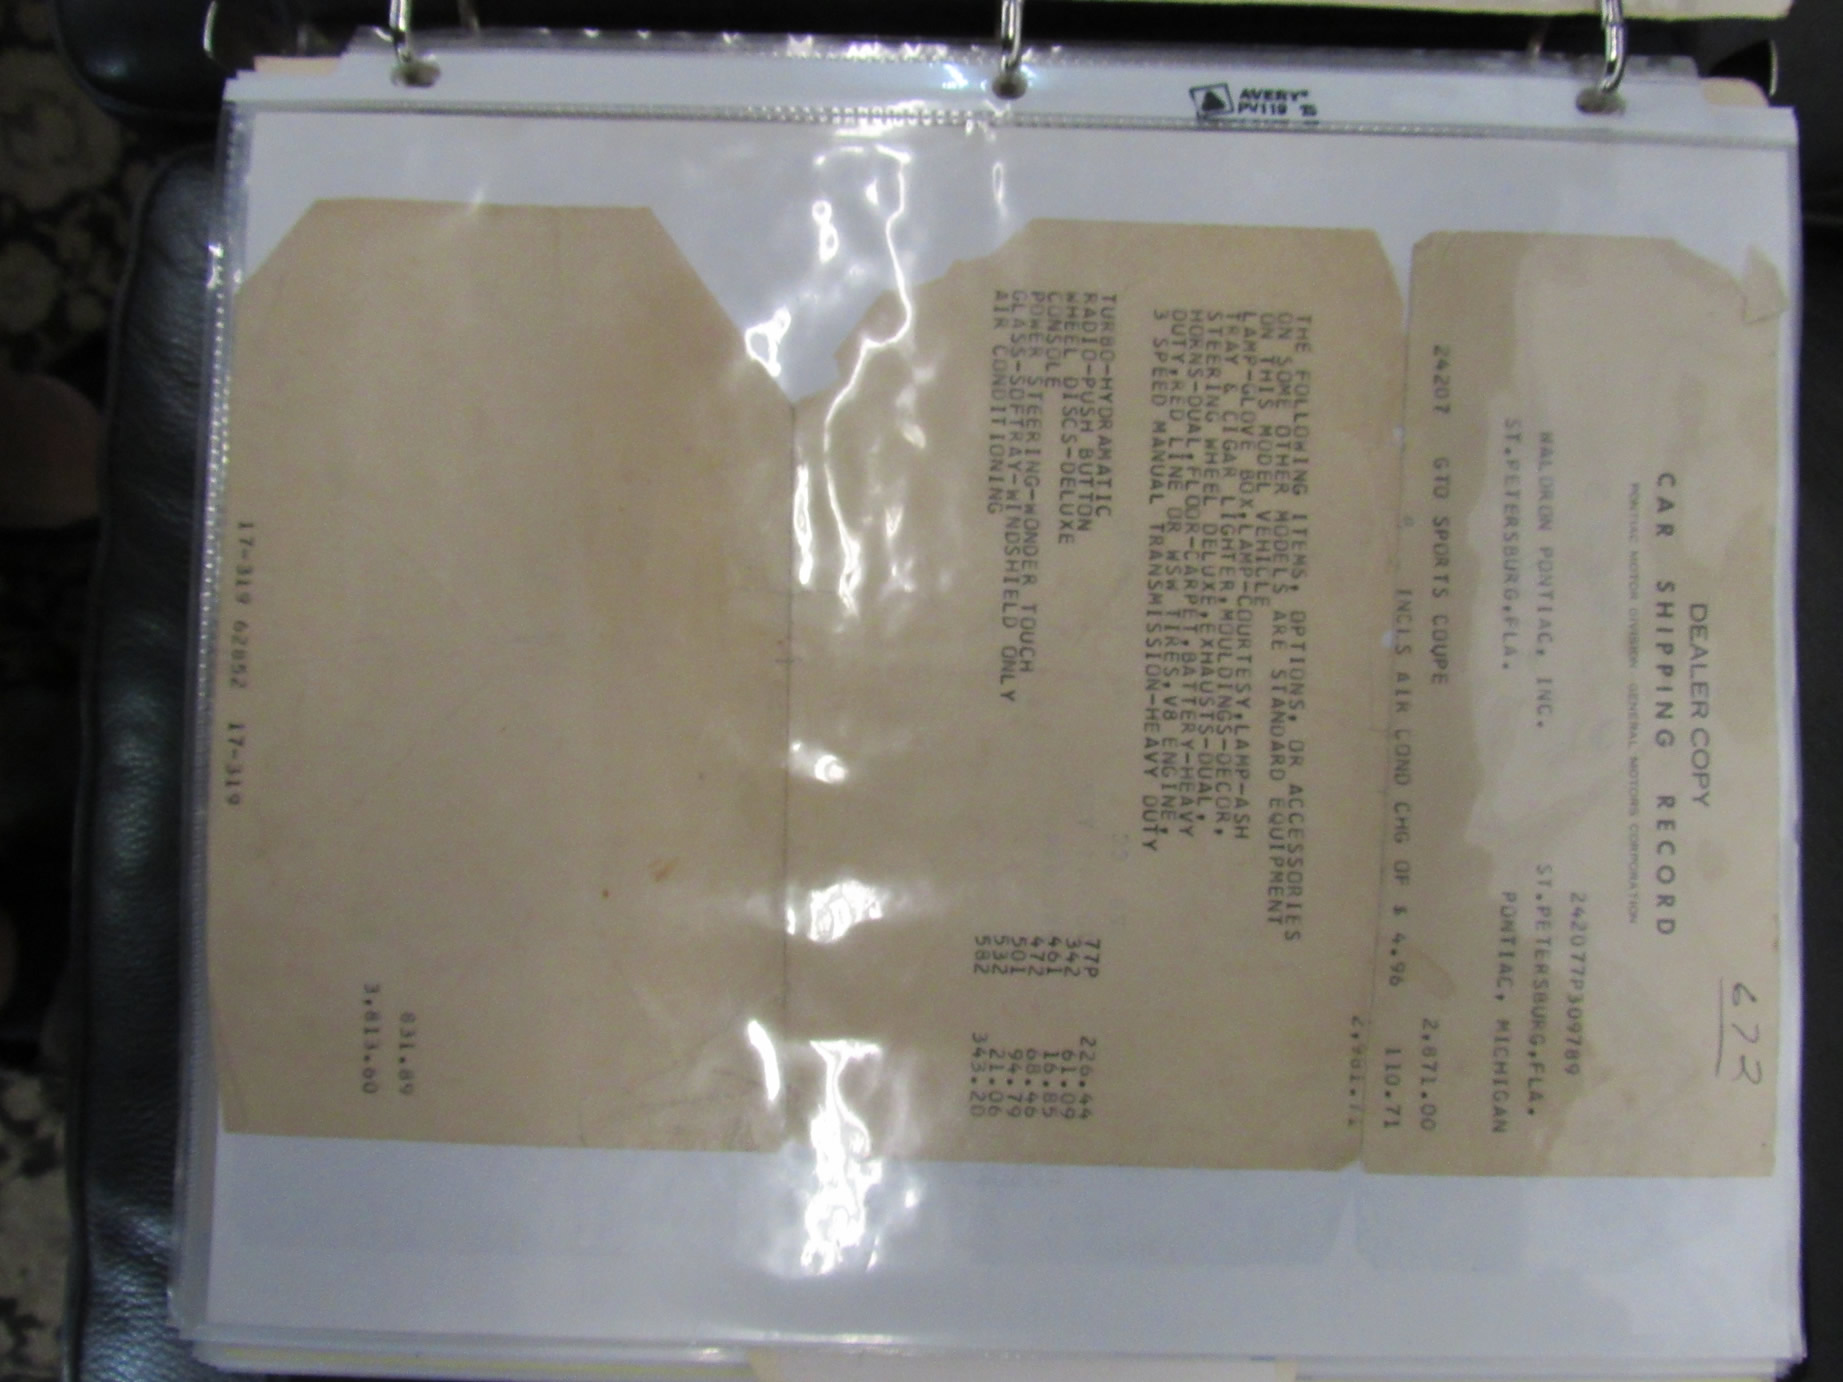 AVERY®
PV119
673
DEALER COPY
CAR SHIPPING RECORD
PONTIAC MOTOR DIVISION GENERAL MOTORS CORPORATION
242077P309789
WALDRON PONTIAC, INC. ST.PETERSBURG,FLA.
ST.PETERSBURG,FLA. PONTIAC, MICHIGAN
24207 GTO SPORTS COUPE 2,871.00
INCLS AIR COND CHG OF $ 4.96 110.71
2,981.71
THE FOLLOWING ITEMS, OPTIONS, OR ACCESSORIES
ON SOME OTHER MODELS ARE STANDARD EQUIPMENT
ON THIS MODEL VEHICLE
LAMP-GLOVE BOX,LAMP-COURTESY,LAMP-ASH
TRAY & CIGAR LIGHTER,MOULDINGS-DECOR,
STEERING WHEEL DELUXE,EXHAUSTS-DUAL,
HORNS-DUAL,FLOOR-CARPET,BATTERY-HEAVY
DUTY,RED LINE OR WSW TIRES,V8 ENGINE,
3 SPEED MANUAL TRANSMISSION-HEAVY DUTY
TURBO-HYDRAMATIC 77P 226.44
RADIO-PUSH BUTTON 342 61.09
WHEEL DISCS-DELUXE 461 16.85
CONSOLE 472 68.46
POWER STEERING-WONDER TOUCH 501 94.79
GLASS-SOFTRAY-WINDSHIELD ONLY 532 21.06
AIR CONDITIONING 582 343.20
831.89
3,813.60
17-319 62852 17-319